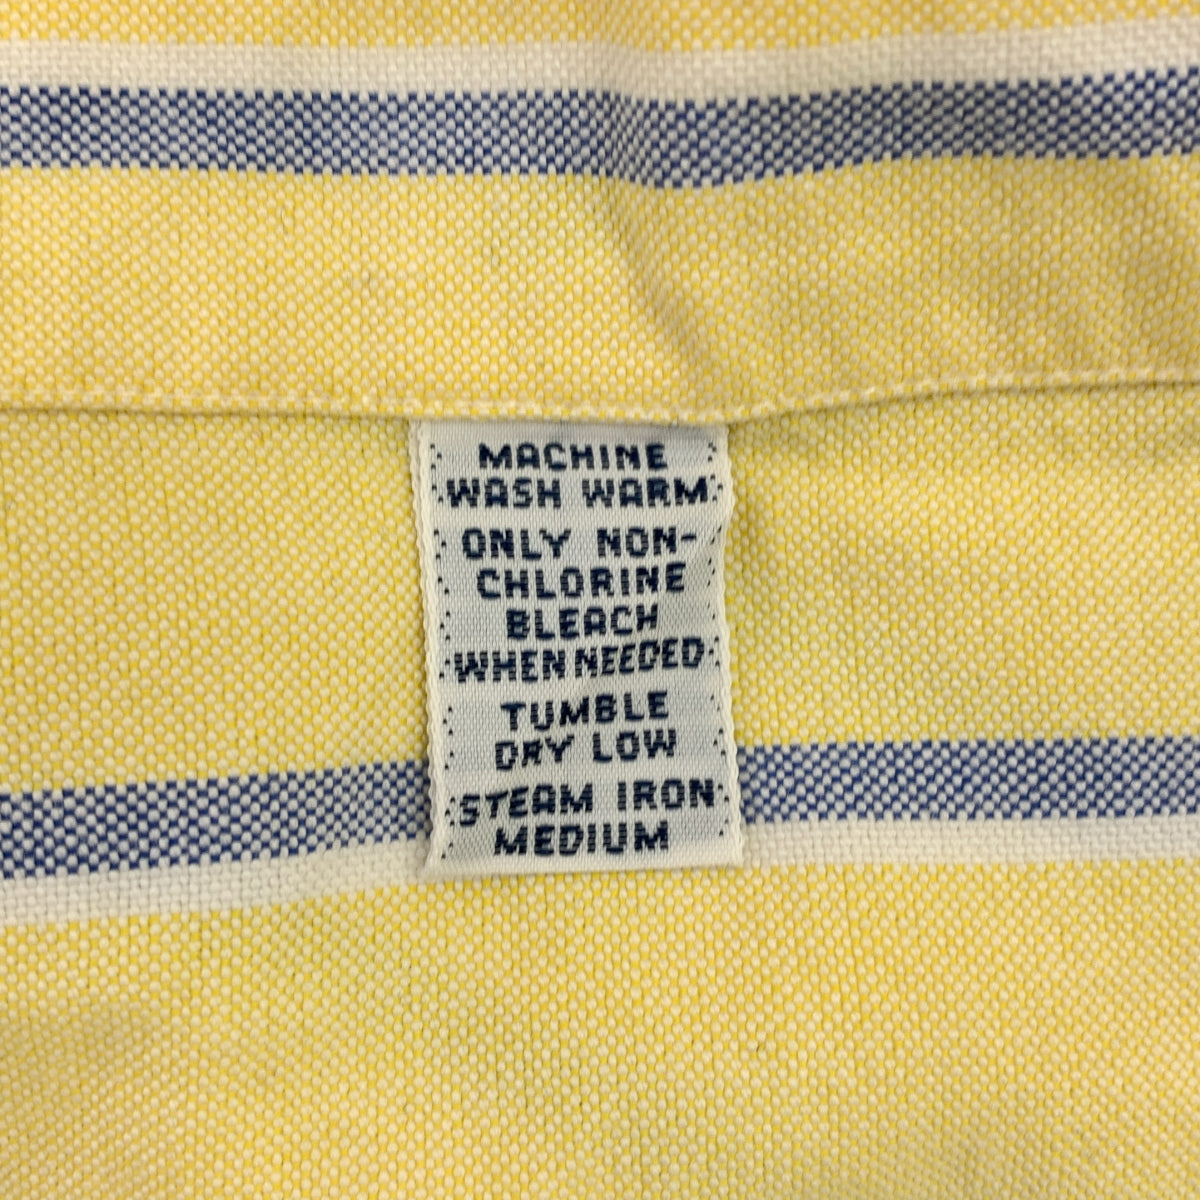 MACHINE
WASH WARM
ONLY NON-
CHLORINE
BLEACH
WHEN NEEDED
TUMBLE
DRY LOW
STEAM IRON
MEDIUM